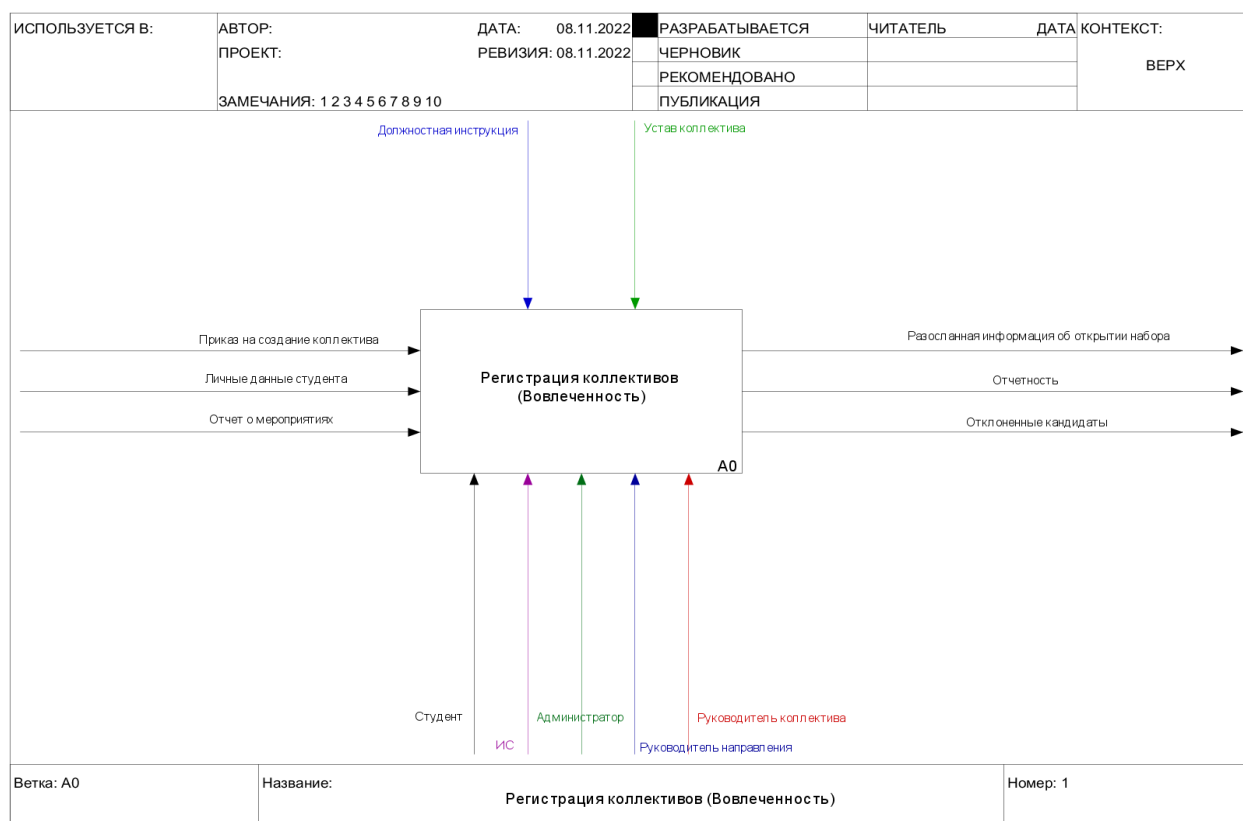 ИСПОЛЬЗУЕТСЯ В:
АВТОР:
ДАТА: 08.11.2022
ПРОЕКТ:
РЕВИЗИЯ: 08.11.2022
ЗАМЕЧАНИЯ: 1 2 3 4 5 6 7 8 9 10
РАЗРАБАТЫВАЕТСЯ
ЧЕРНОВИК
РЕКОМЕНДОВАНО
ПУБЛИКАЦИЯ
ЧИТАТЕЛЬ
ДАТА
КОНТЕКСТ:
ВЕРХ
Должностная инструкция
Устав коллектива
Приказ на создание коллектива
Личные данные студента
Отчет о мероприятиях
Регистрация коллективов
(Вовлеченность)
A0
Разосланная информация об открытии набора
Отчетность
Отклоненные кандидаты
Студент
ИС
Администратор
Руководитель направления
Руководитель коллектива
Ветка: A0
Название:
Регистрация коллективов (Вовлеченность)
Номер: 1